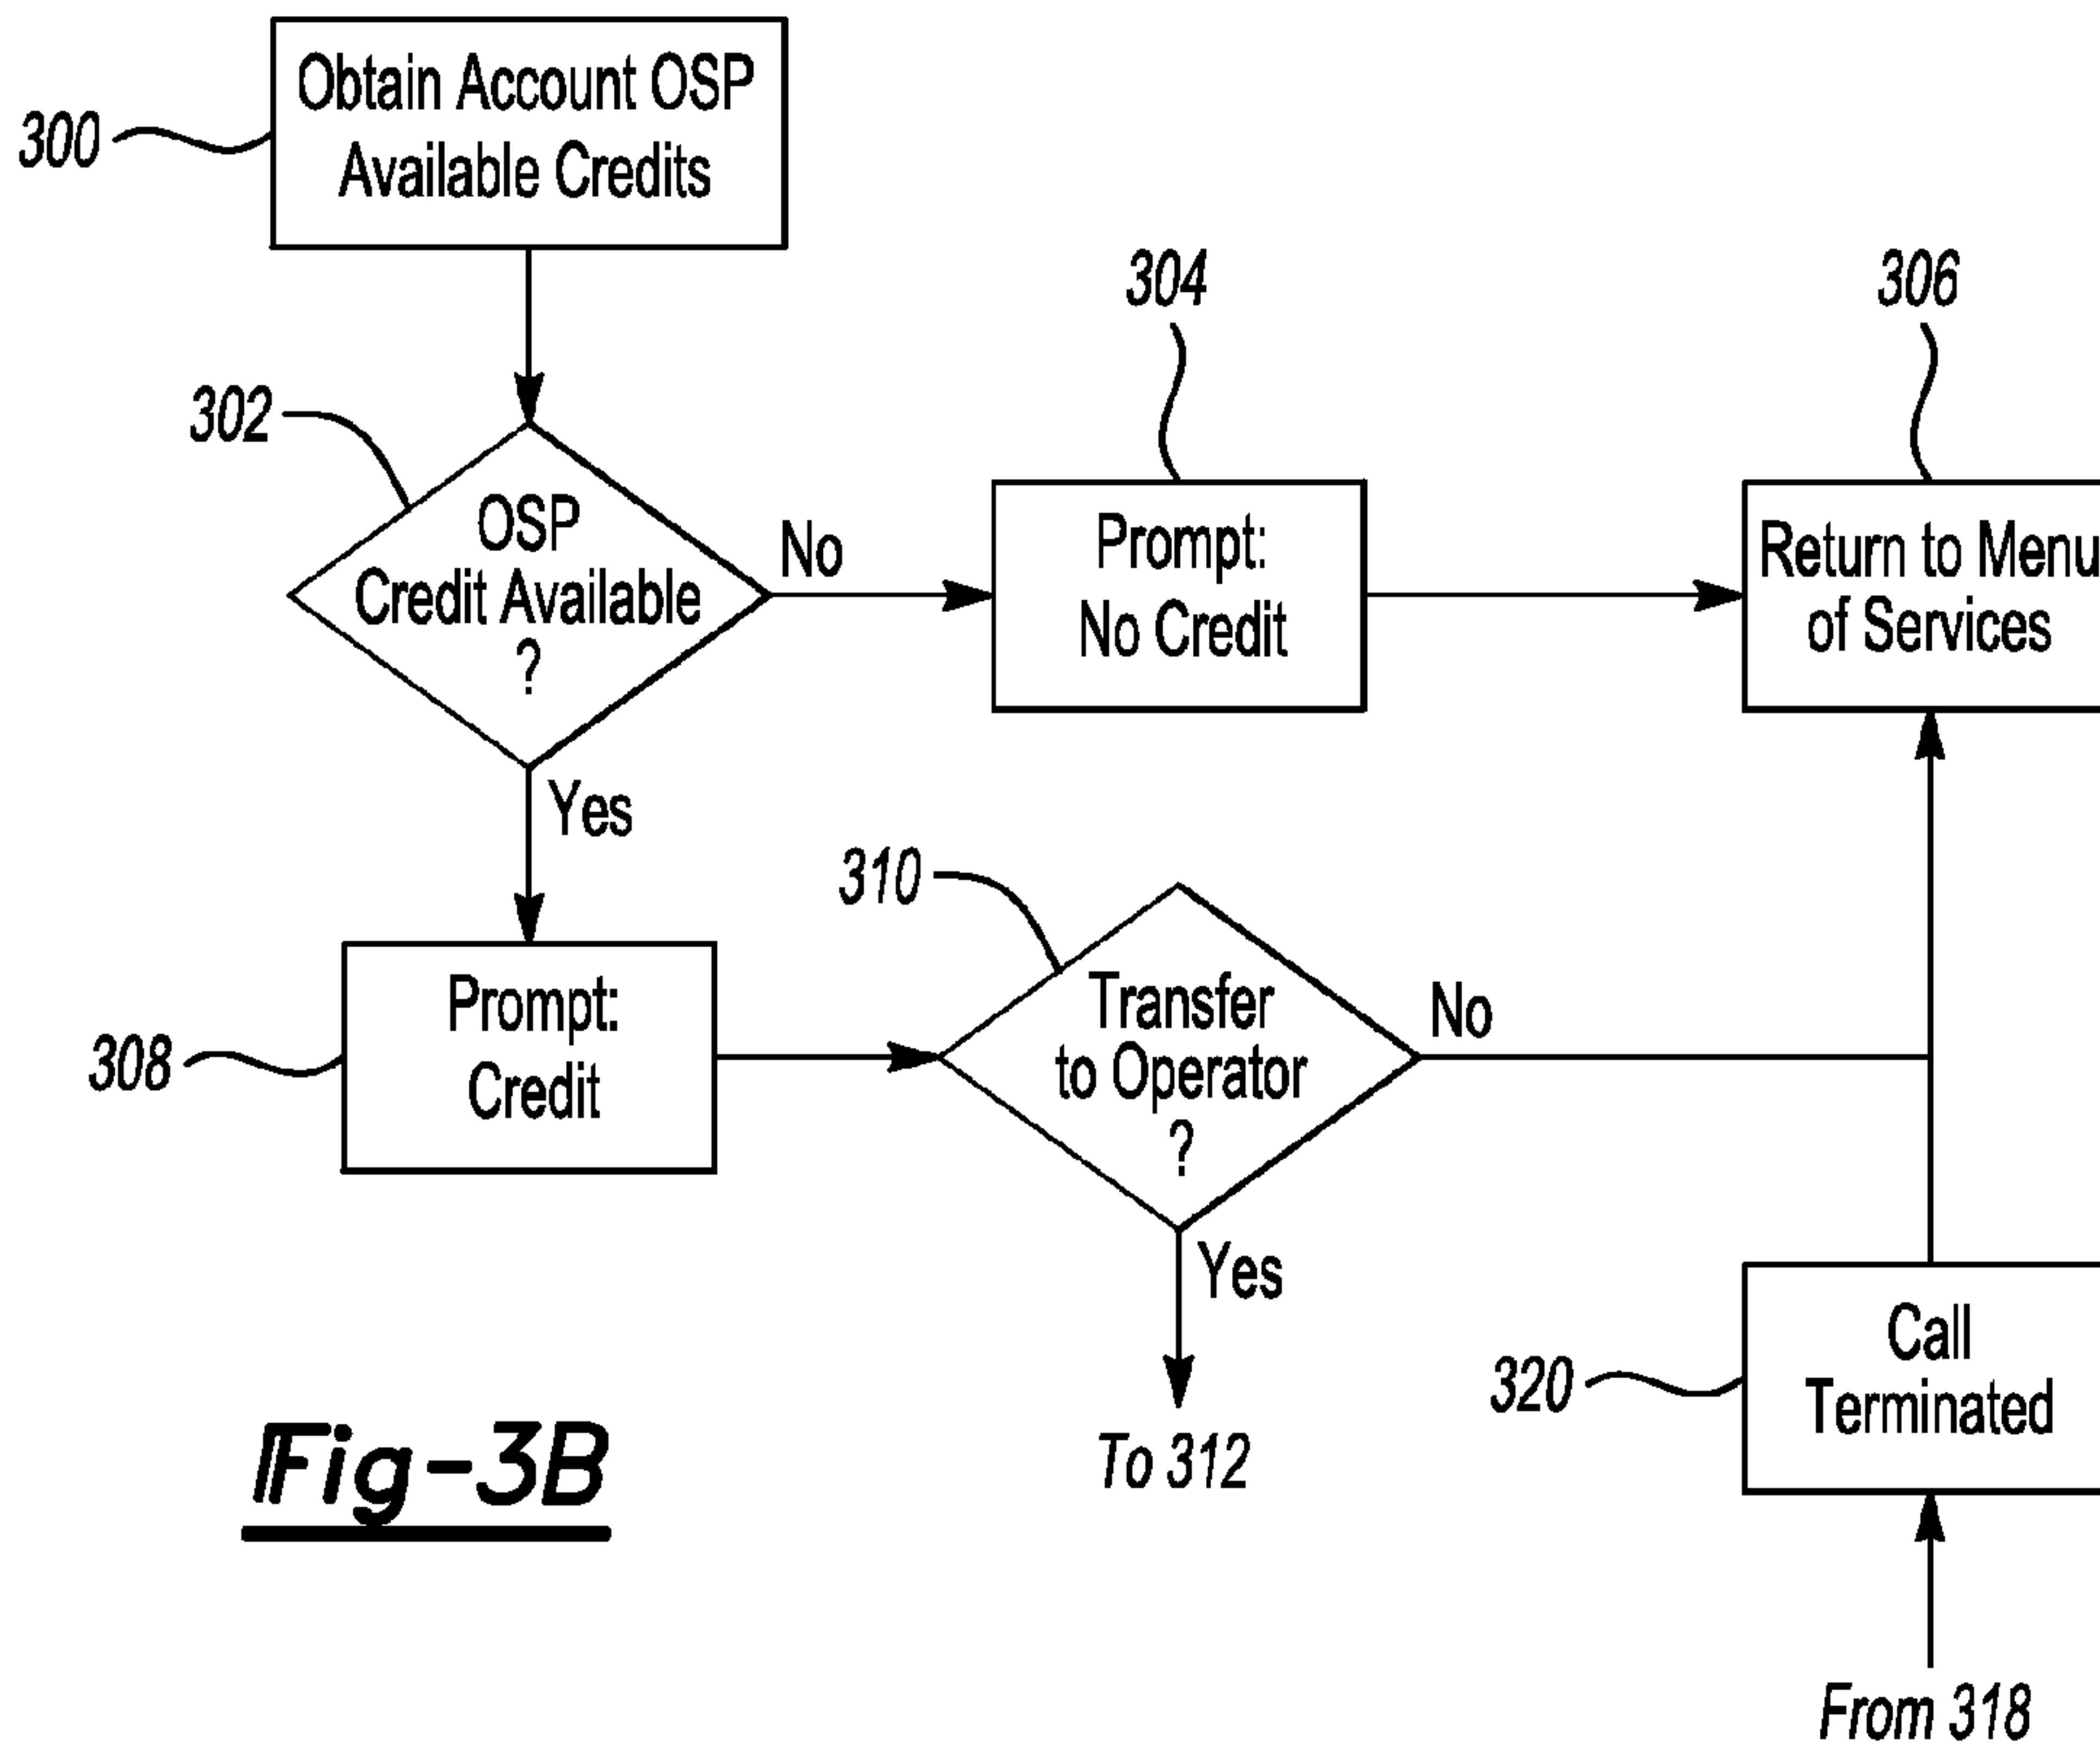 Obtain Account OSP
Available Credits
300
304
306
302
OSP
Credit Available
?
No
Prompt:
No Credit
Return to Menu
of Services
Yes
310
308
Prompt:
Credit
Transfer
to Operator
?
No
Yes
To 312
320
Call
Terminated
Fig-3B
From 318